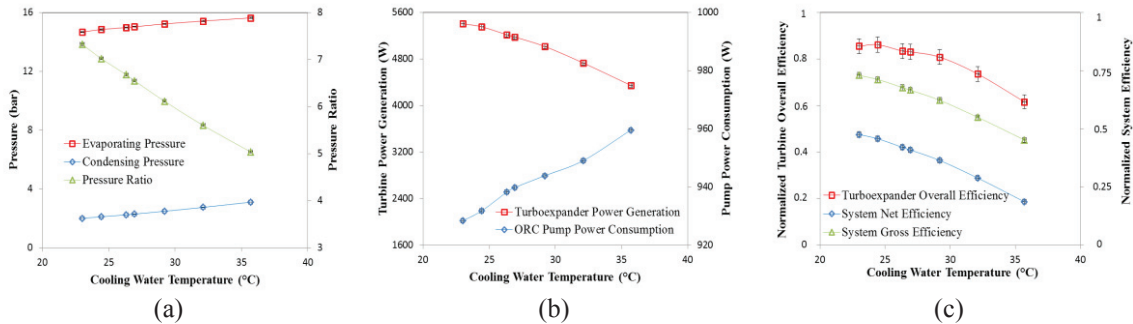 16
12
8
4
0
Pressure (bar)
8
7
6
5
4
3
Pressure Ratio
Evaporating Pressure
Condensing Pressure
Pressure Ratio
20 25 30 35 40
Cooling Water Temperature (°C)
(a)
5600
4800
4000
3200
2400
1600
Turbine Power Generation (W)
1000
980
960
940
920
Pump Power Consumption (W)
Turboexpander Power Generation
ORC Pump Power Consumption
20 25 30 35 40
Cooling Water Temperature (°C)
(b)
1
0.8
0.6
0.4
0.2
0
Normalized Turbine Overall Efficiency
1
0.75
0.5
0.25
0
Normalized System Efficiency
Turboexpander Overall Efficiency
System Net Efficiency
System Gross Efficiency
20 25 30 35 40
Cooling Water Temperature (°C)
(c)